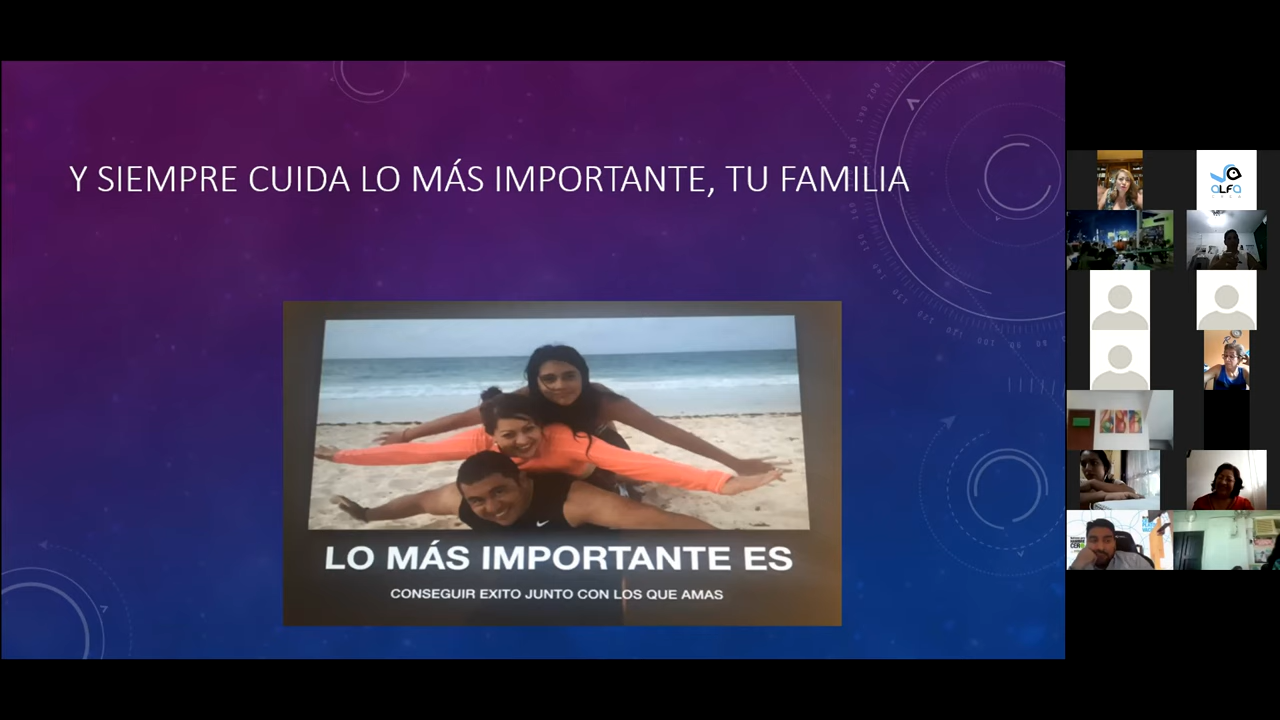 Y SIEMPRE CUIDA LO MÁS IMPORTANTE, TU FAMILIA
LO MÁS IMPORTANTE ES
CONSEGUIR EXITO JUNTO CON LOS QUE AMAS
aLFa